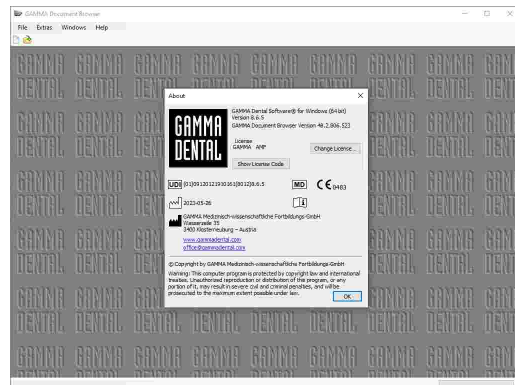 GAMMA Document Browser
File Extras Windows Help
About
GAMMA DENTAL
GAMMA Dental Software® for Windows (64bit)
Version 8.6.5
GAMMA Document Browser Version 48.2.806.523
License
GAMMA AMF
Change License...
Show License Code
UDI (01)09120121910161(8012)8.6.5
MD
CE 0483
2023-05-26
GAMMA Medizinisch-wissenschaftliche Fortbildungs-GmbH
Wasserzeile 35
3400 Klosterneuburg – Austria
www.gammadental.com
office@gammadental.com
© Copyright by GAMMA Medizinisch-wissenschaftliche Fortbildungs-GmbH
Warning: This computer program is protected by copyright law and international
treaties. Unauthorized reproduction or distribution of this program, or any
portion of it, may result in severe civil and criminal penalties, and will be
prosecuted to the maximum extent possible under law.
OK